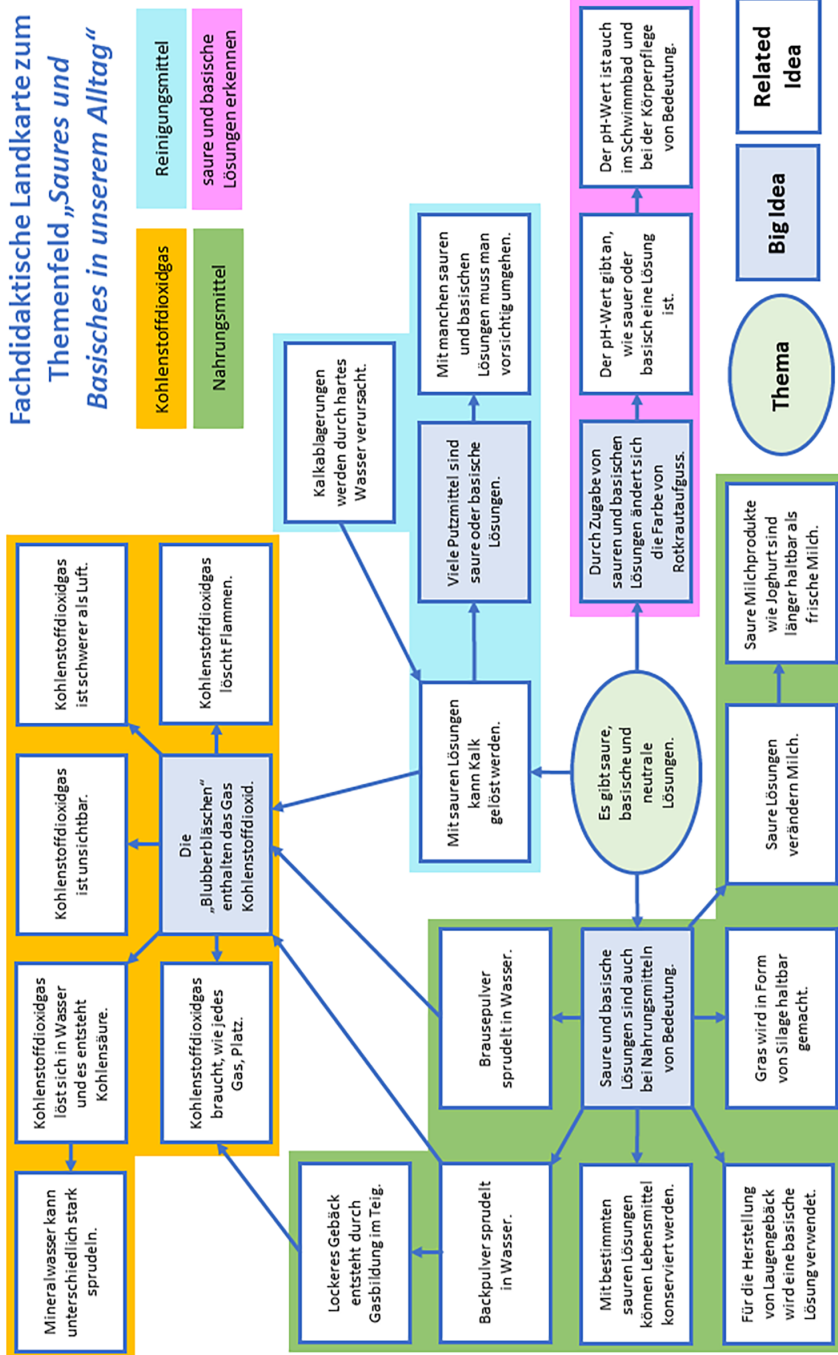 Fachdidaktische Landkarte zum
Themenfeld „Saures und
Basisches in unserem Alltag“
Kohlenstoffdioxidgas
Reinigungsmittel
Nahrungsmittel
saure und basische
Lösungen erkennen
Mineralwasser kann
unterschiedlich stark
sprudeln.
Kohlenstoffdioxidgas
löst sich in Wasser
und es entsteht
Kohlensäure.
Kohlenstoffdioxidgas
ist unsichtbar.
Kohlenstoffdioxidgas
ist schwerer als Luft.
Kohlenstoffdioxidgas
braucht, wie jedes
Gas, Platz.
Die
„Blubberbläschen“
enthalten das Gas
Kohlenstoffdioxid.
Kohlenstoffdioxidgas
löscht Flammen.
Lockeres Gebäck
entsteht durch
Gasbildung im Teig.
Kalkablagerungen
werden durch hartes
Wasser verursacht.
Backpulver sprudelt
in Wasser.
Brausepulver
sprudelt in Wasser.
Mit sauren Lösungen
kann Kalk
gelöst werden.
Viele Putzmittel sind
saure oder basische
Lösungen.
Mit manchen sauren
und basischen
Lösungen muss man
vorsichtig umgehen.
Mit bestimmten
sauren Lösungen
können Lebensmittel
konserviert werden.
Saure und basische
Lösungen sind auch
bei Nahrungsmitteln
von Bedeutung.
Es gibt saure,
basische und
neutrale
Lösungen.
Durch Zugabe von
sauren und basischen
Lösungen ändert sich
die Farbe von
Rotkrautaufguss.
Der pH-Wert gibt an,
wie sauer oder
basisch eine Lösung
ist.
Der pH-Wert ist auch
im Schwimmbad und
bei der Körperpflege
von Bedeutung.
Für die Herstellung
von Laugengebäck
wird eine basische
Lösung verwendet.
Gras wird in Form
von Silage haltbar
gemacht.
Saure Lösungen
verändern Milch.
Saure Milchprodukte
wie Joghurt sind
länger haltbar als
frische Milch.
Thema
Big Idea
Related
Idea